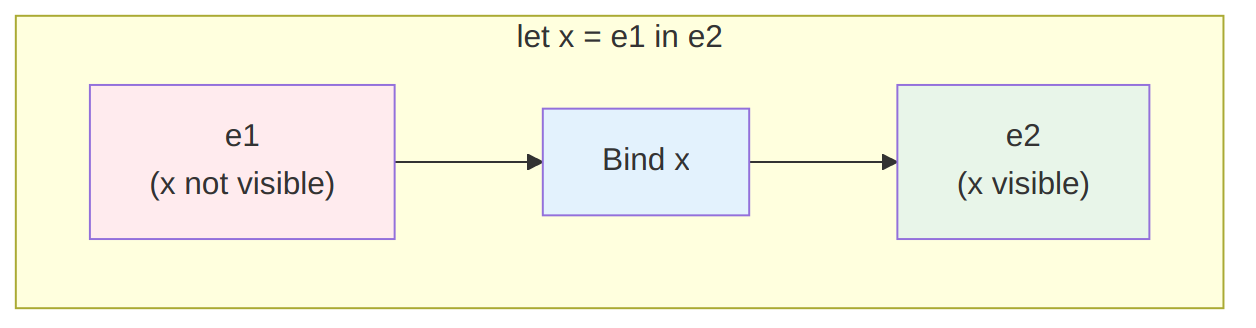 let x = e1 in e2
e1
(x not visible)
Bind x
e2
(x visible)